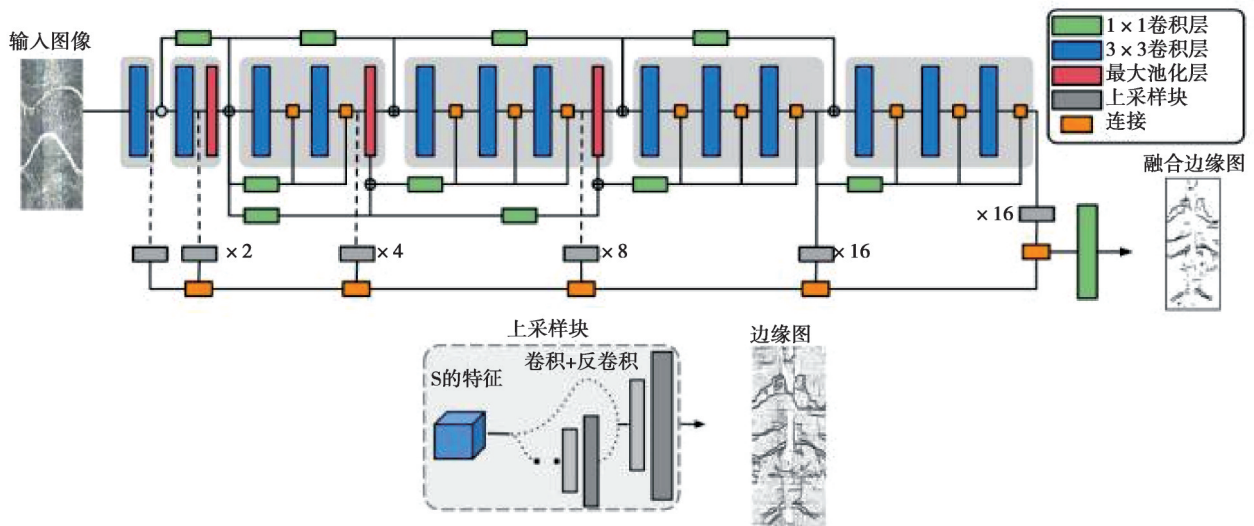 输入图像
1×1卷积层
3×3卷积层
最大池化层
上采样块
连接
融合边缘图
×16
×2
×4
×8
×16
上采样块
边缘图
卷积+反卷积
S的特征